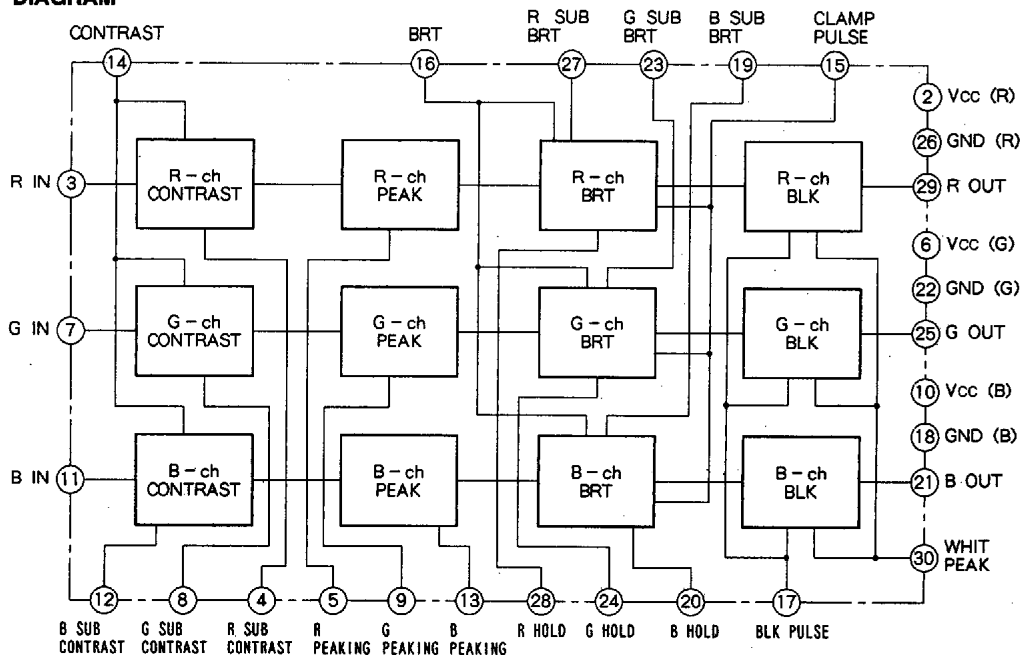 DIAGRAM
CONTRAST
BRT
R SUB
BRT
G SUB
BRT
B SUB
BRT
CLAMP
PULSE
14
16
27
23
19
15
2 VCC (R)
26 GND (R)
R IN 3
R-ch
CONTRAST
R-ch
PEAK
R-ch
BRT
R-ch
BLK
29 R OUT
6 VCC (G)
22 GND (G)
G IN 7
G-ch
CONTRAST
G-ch
PEAK
G-ch
BRT
G-ch
BLK
25 G OUT
10 VCC (B)
18 GND (B)
B IN 11
B-ch
CONTRAST
B-ch
PEAK
B-ch
BRT
B-ch
BLK
21 B OUT
30 WHIT
PEAK
12
8
4
5
9
13
28
24
20
17
B SUB
CONTRAST
G SUB
CONTRAST
R SUB
CONTRAST
R
PEAKING
G
PEAKING
B
PEAKING
R HOLD
G HOLD
B HOLD
BLK PULSE